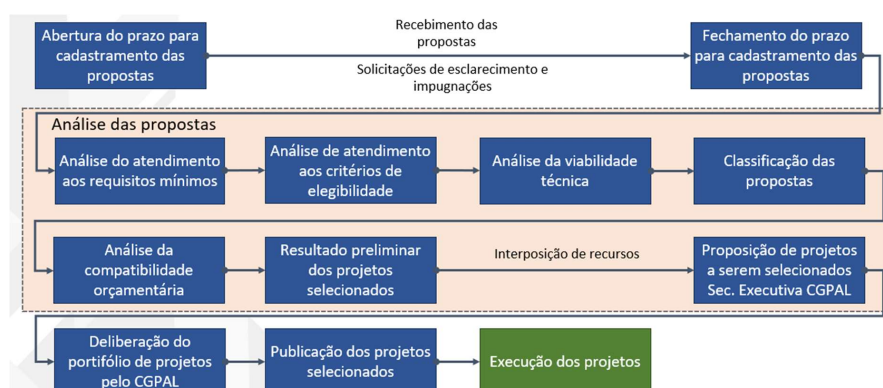 Abertura do prazo para
cadastramento das
propostas
Recebimento das
propostas
Solicitações de esclarecimento e
impugnações
Fechamento do prazo
para cadastramento das
propostas
Análise das propostas
Análise do atendimento
aos requisitos mínimos
Análise de atendimento
aos critérios de
elegibilidade
Análise da viabilidade
técnica
Classificação das
propostas
Análise da
compatibilidade
orçamentária
Resultado preliminar
dos projetos
selecionados
Interposição de recursos
Proposição de projetos
a serem selecionados
Sec. Executiva CGPAL
Deliberação do
portifólio de projetos
pelo CGPAL
Publicação dos projetos
selecionados
Execução dos projetos